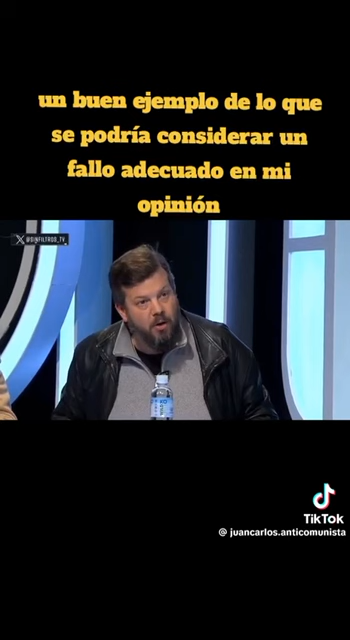 un buen ejemplo de lo que
se podría considerar un
fallo adecuado en mi
opinión
X @SINFILTROS_TV
TikTok
@ juancarlos.anticomunista